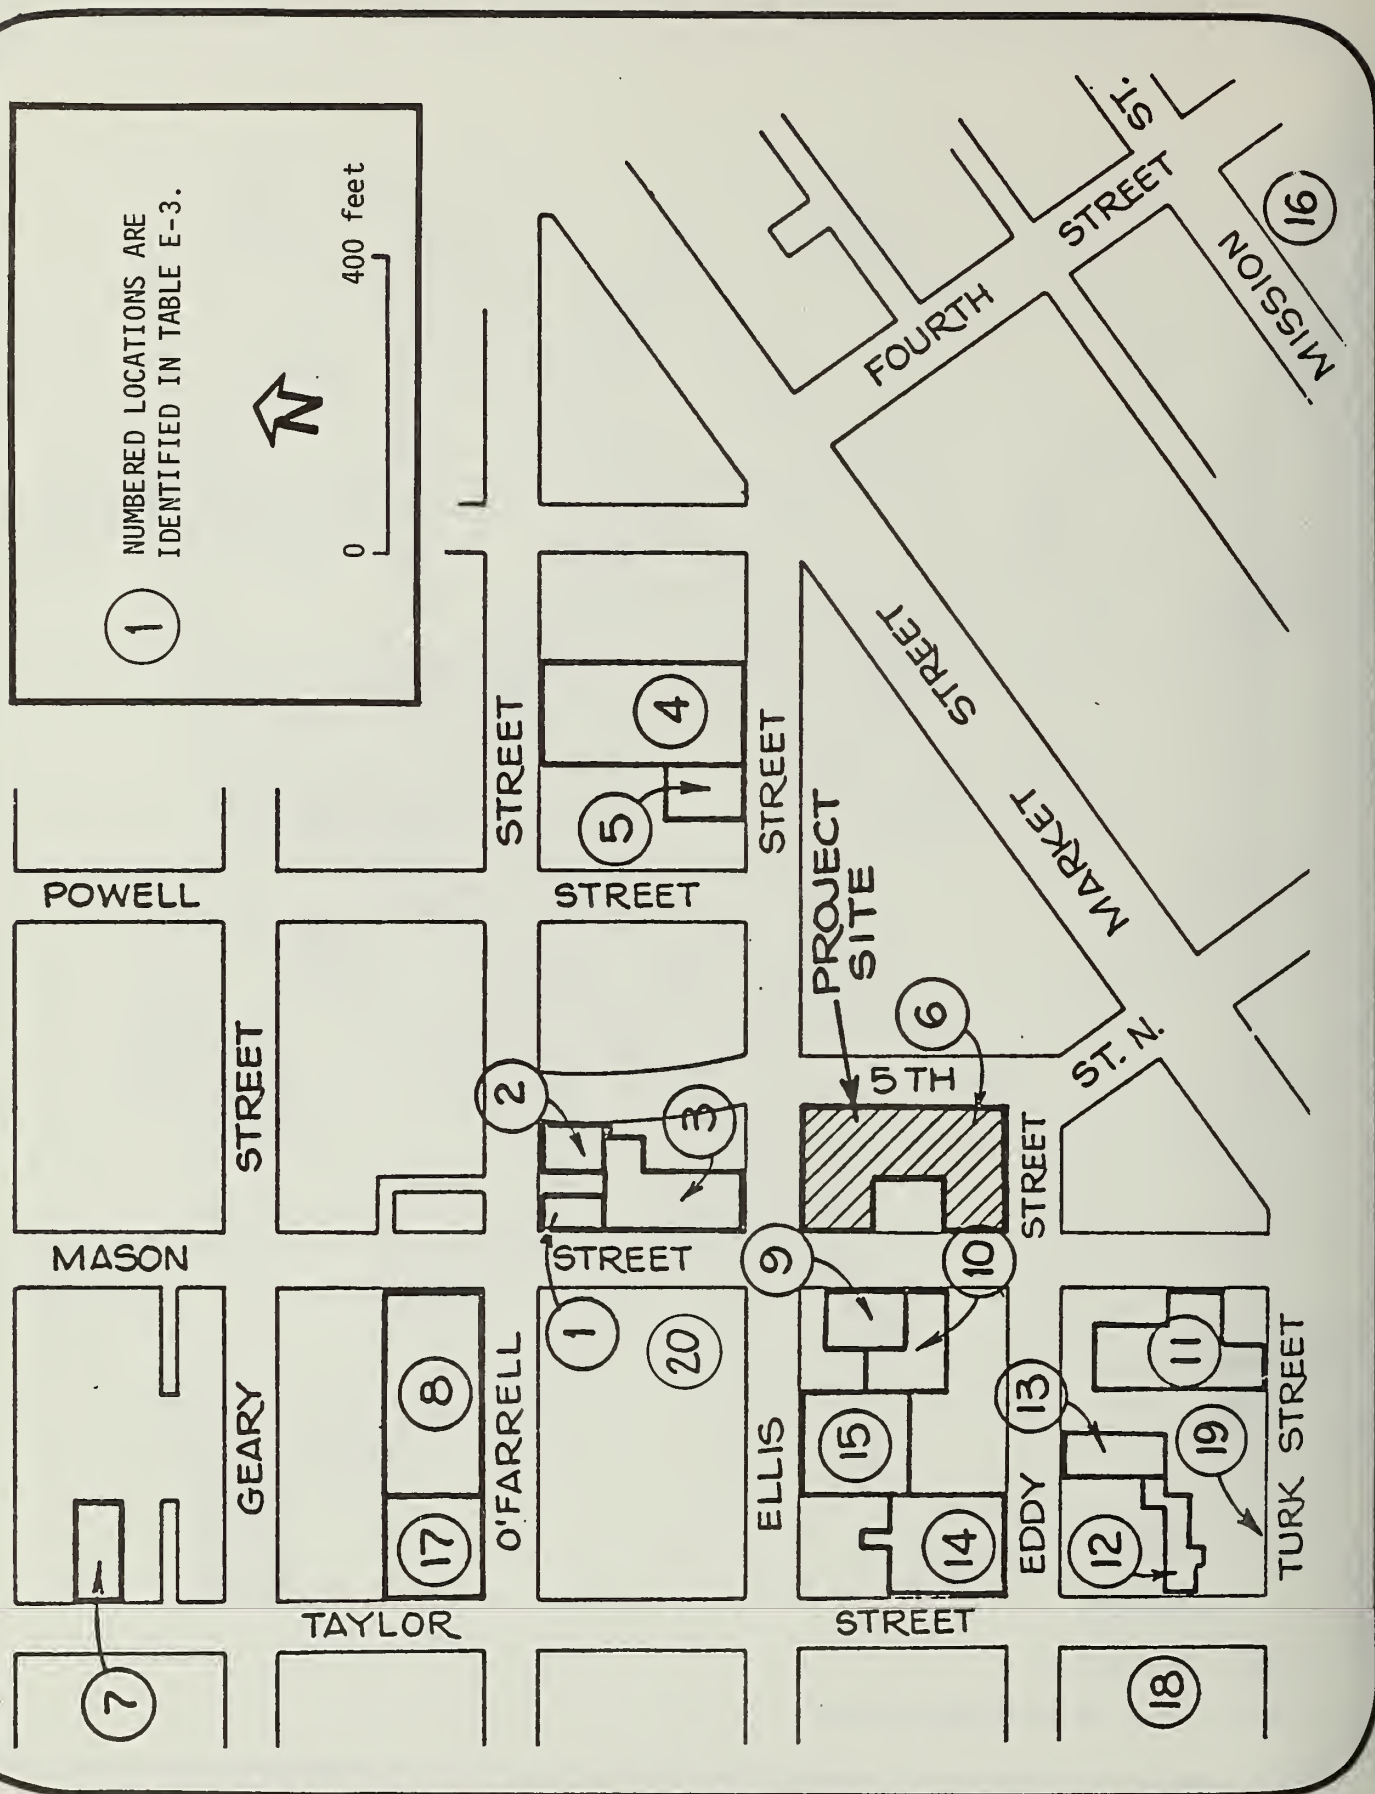 1
NUMBERED LOCATIONS ARE
IDENTIFIED IN TABLE E-3.
N
0
400 feet
POWELL
STREET
MASON
STREET
GEARY
STREET
TAYLOR
STREET
O'FARRELL
STREET
ELLIS
STREET
EDDY
STREET
TURK STREET
5TH
ST. N.
MARKET
STREET
FOURTH
STREET
MISSION
ST.
PROJECT
SITE
1
2
3
4
5
6
7
8
9
10
11
12
13
14
15
16
17
18
19
20